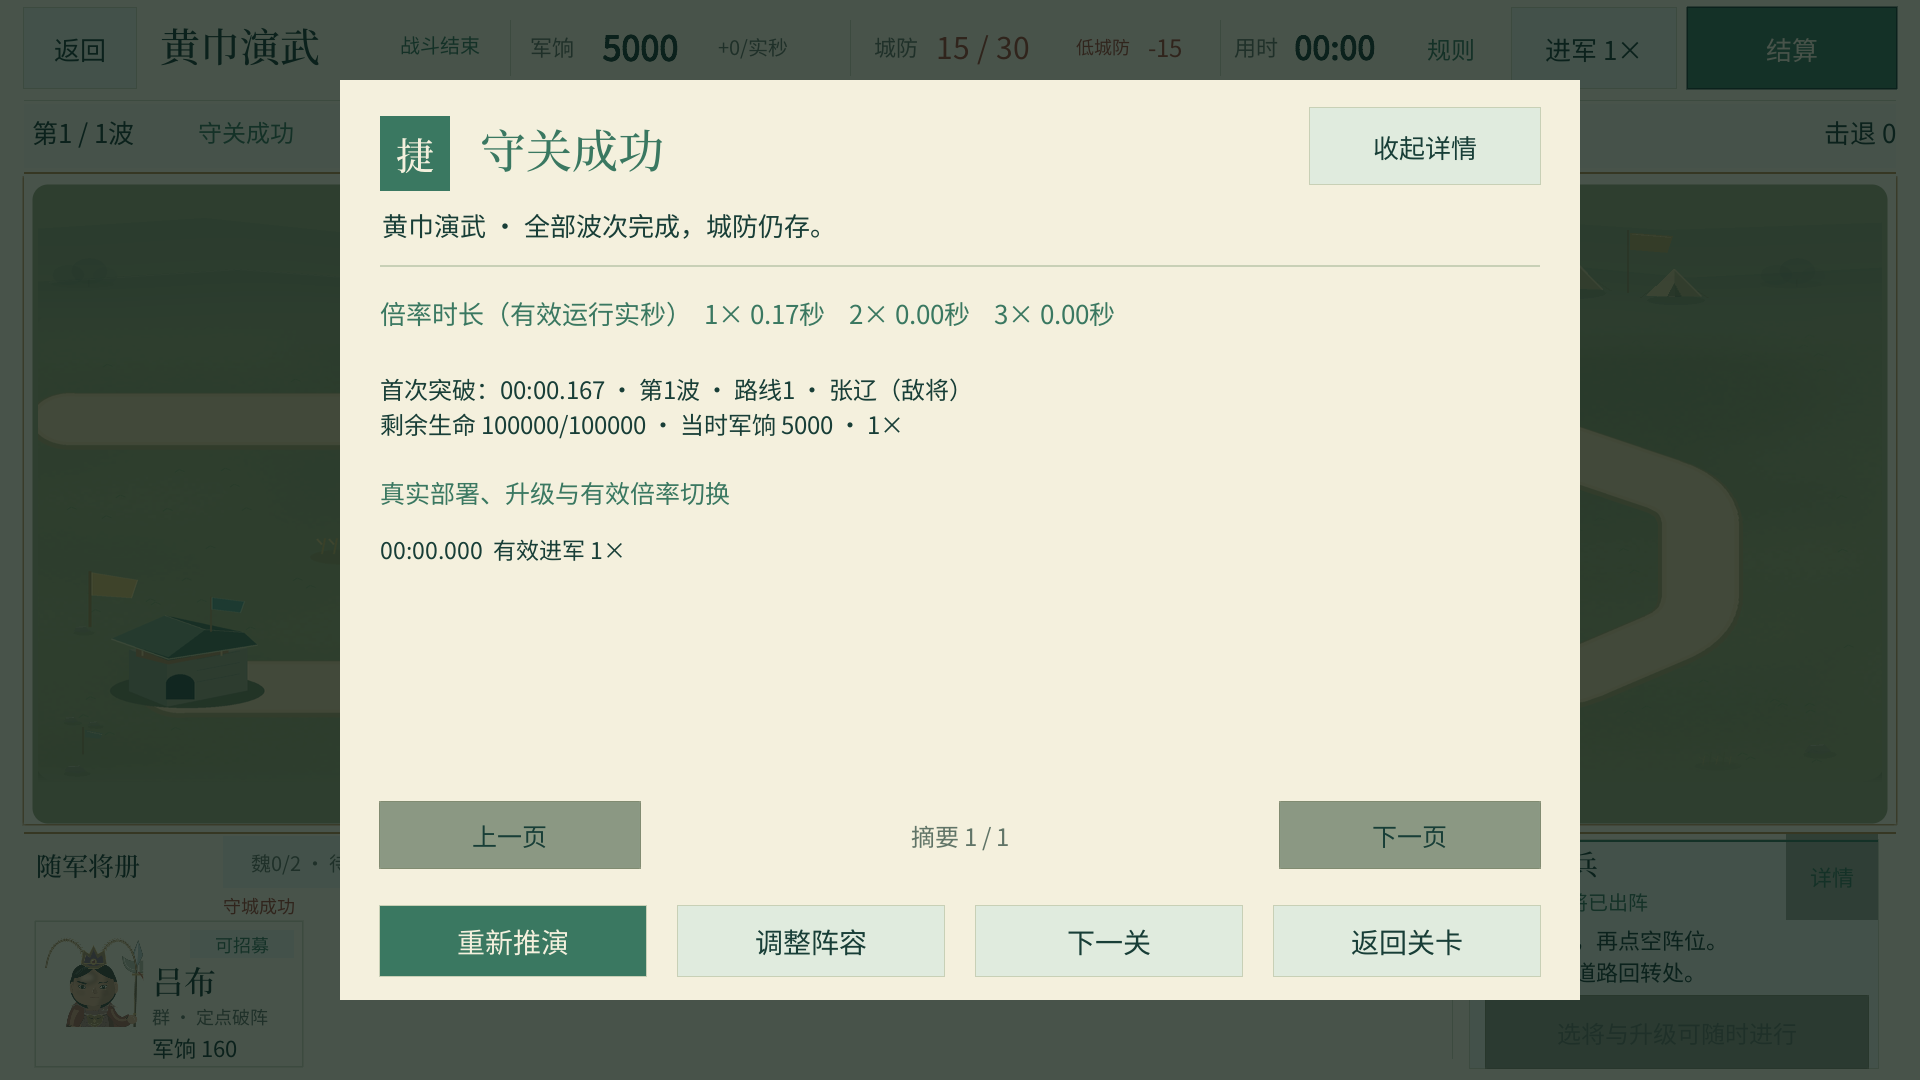 返回
黄巾演武
战斗结束
军饷 5000 +0/实秒
城防 15 / 30 低城防 -15
用时 00:00
规则
进军 1×
结算
第1 / 1波
守关成功
击退 0
捷
守关成功
收起详情
黄巾演武 · 全部波次完成，城防仍存。
倍率时长（有效运行实秒） 1× 0.17秒 2× 0.00秒 3× 0.00秒
首次突破：00:00.167 · 第1波 · 路线1 · 张辽（敌将）
剩余生命 100000/100000 · 当时军饷 5000 · 1×
真实部署、升级与有效倍率切换
00:00.000 有效进军 1×
上一页
摘要 1 / 1
下一页
重新推演
调整阵容
下一关
返回关卡
随军将册
魏0/2 ·
守城成功
可招募
吕布
群 · 定点破阵
军饷 160
兵
详情
将已出阵
，再点空阵位。
道路回转处。
选将与升级可随时进行